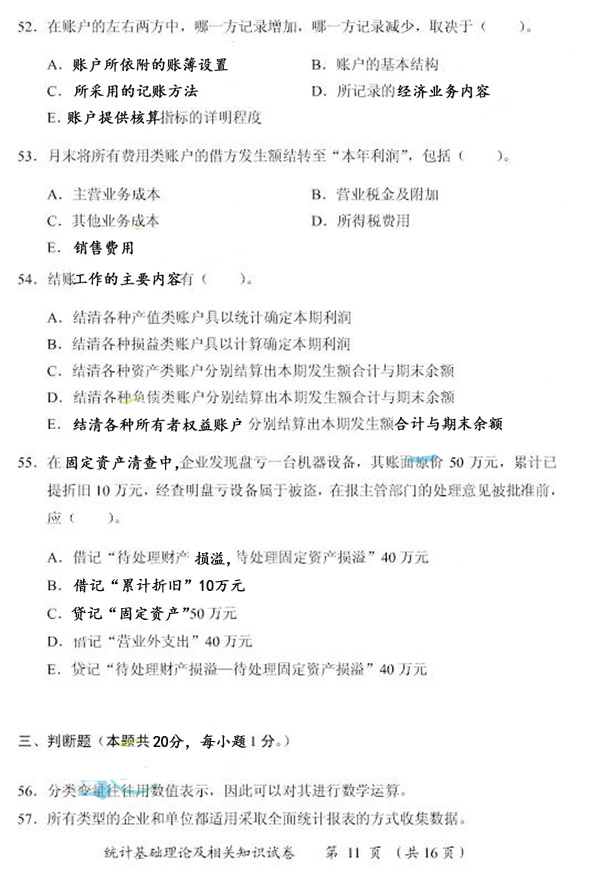 52. 在账户的左右两方中，哪一方记录增加，哪一方记录减少，取决于（　　）。
A. 账户所依附的账簿设置　　B. 账户的基本结构
C. 所采用的记账方法　　D. 所记录的经济业务内容
E. 账户提供核算指标的详明程度
53. 月末将所有费用类账户的借方发生额结转至“本年利润”，包括（　　）。
A. 主营业务成本　　B. 营业税金及附加
C. 其他业务成本　　D. 所得税费用
E. 销售费用
54. 结账工作的主要内容有（　　）。
A. 结清各种产值类账户具以统计确定本期利润
B. 结清各种损益类账户具以计算确定本期利润
C. 结清各种资产类账户分别结算出本期发生额合计与期末余额
D. 结清各种负债类账户分别结算出本期发生额合计与期末余额
E. 结清各种所有者权益账户 分别结算出本期发生额合计与期末余额
55. 在固定资产清查中,企业发现盘亏一台机器设备，其账面原价 50 万元，累计已
提折旧 10 万元，经查明盘亏设备属于被盗，在报主管部门的处理意见被批准前，
应（　　）。
A. 借记“待处理财产 损溢, 待处理固定资产损溢”40 万元
B. 借记“累计折旧”10万元
C. 贷记“固定资产”50 万元
D. 借记“营业外支出”40 万元
E. 贷记“待处理财产损溢—待处理固定资产损溢”40 万元
三、判断题（本题共20分，每小题 1 分。）
56. 分类变量往往用数值表示，因此可以对其进行数学运算。
57. 所有类型的企业和单位都适用采取全面统计报表的方式收集数据。
统计基础理论及相关知识试卷　　第 11 页 （共 16 页）